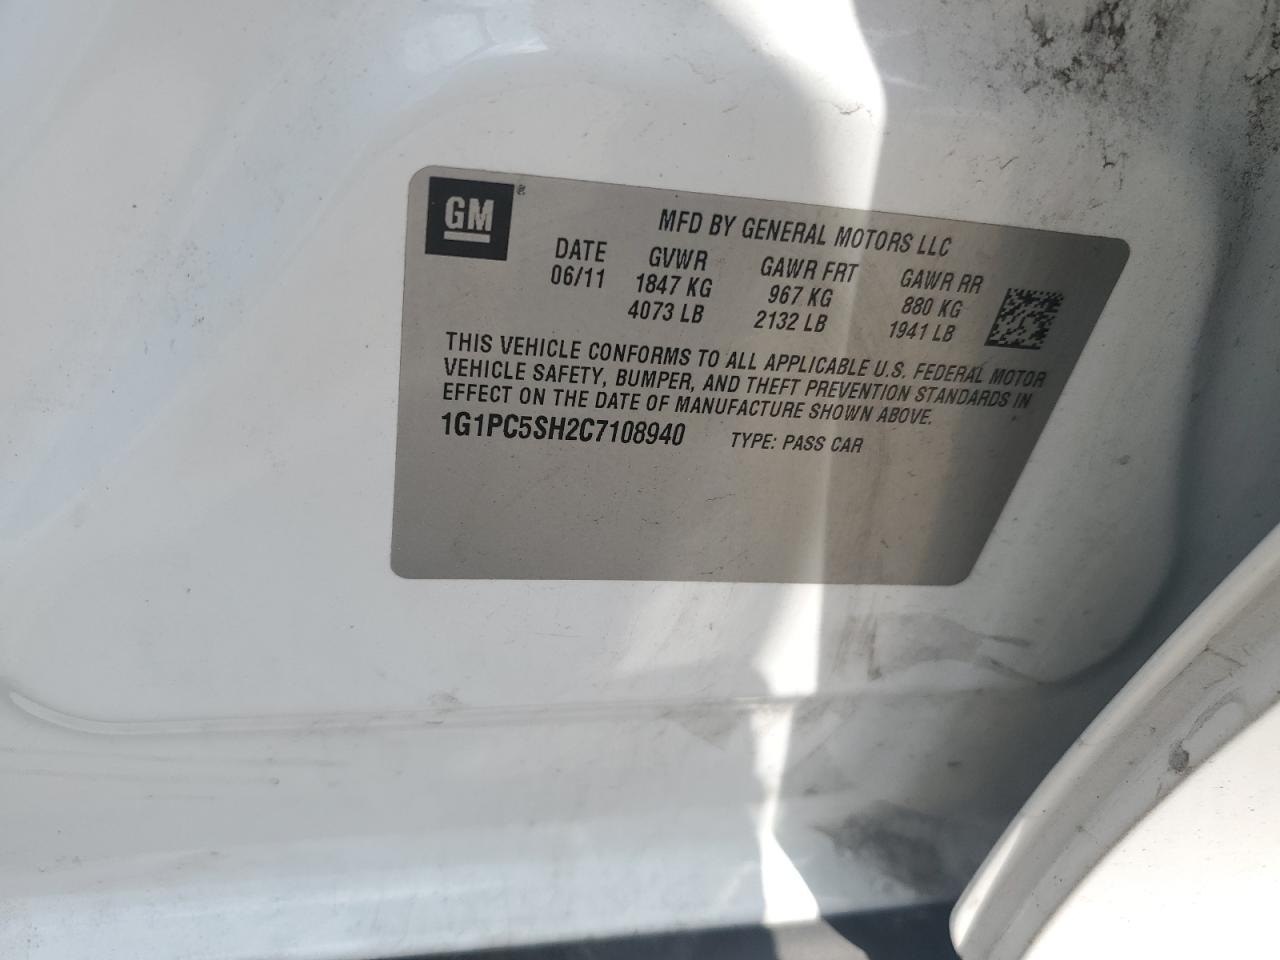 GM®
MFD BY GENERAL MOTORS LLC
DATE GVWR GAWR FRT GAWR RR
06/11 1847 KG 967 KG 880 KG
4073 LB 2132 LB 1941 LB
THIS VEHICLE CONFORMS TO ALL APPLICABLE U.S. FEDERAL MOTOR
VEHICLE SAFETY, BUMPER, AND THEFT PREVENTION STANDARDS IN
EFFECT ON THE DATE OF MANUFACTURE SHOWN ABOVE.
1G1PC5SH2C7108940 TYPE: PASS CAR